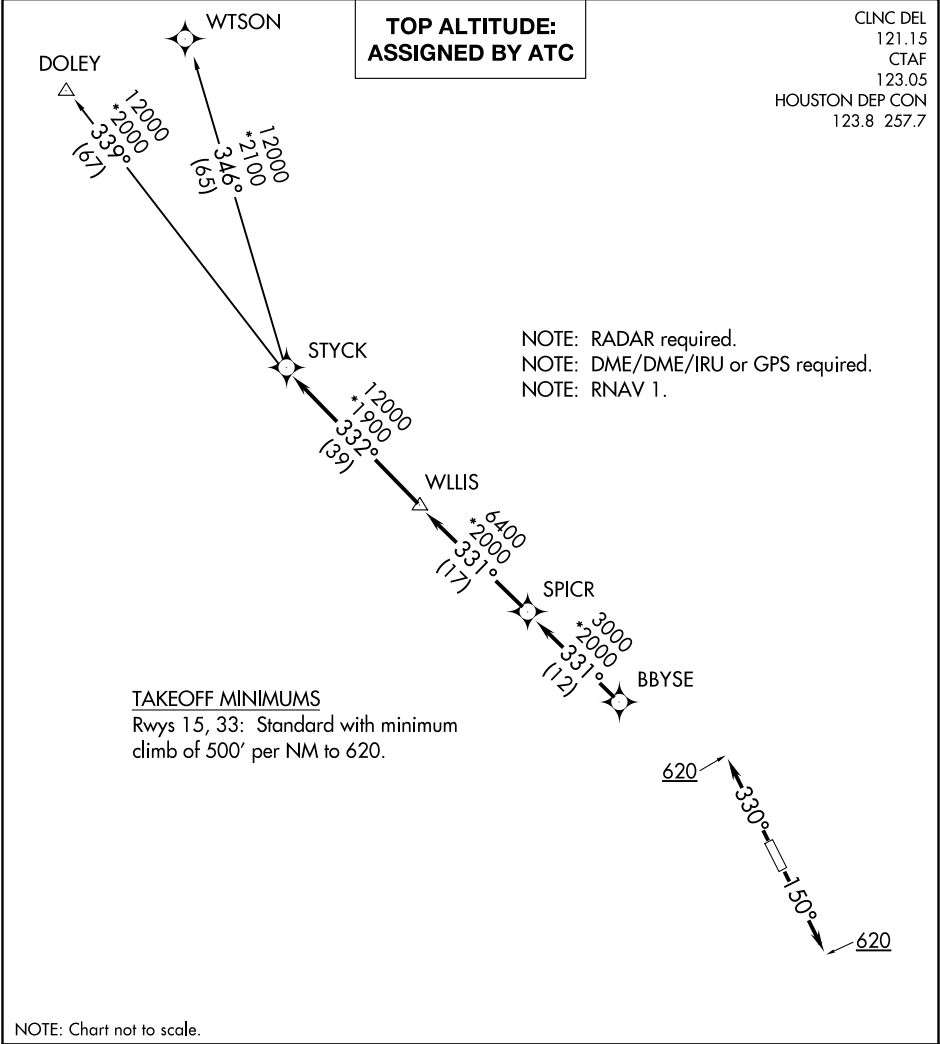 TOP ALTITUDE:
ASSIGNED BY ATC
CLNC DEL
121.15
CTAF
123.05
HOUSTON DEP CON
123.8 257.7
WTSON
DOLEY
12000
*2000
339°
(67)
12000
*2100
346°
(65)
STYCK
NOTE: RADAR required.
NOTE: DME/DME/IRU or GPS required.
NOTE: RNAV 1.
12000
*1900
332°
(39)
WLLIS
6400
*2000
331°
(17)
SPICR
3000
*2000
331°
(12)
BBYSE
TAKEOFF MINIMUMS
Rwys 15, 33: Standard with minimum
climb of 500' per NM to 620.
620
330°
150°
620
NOTE: Chart not to scale.